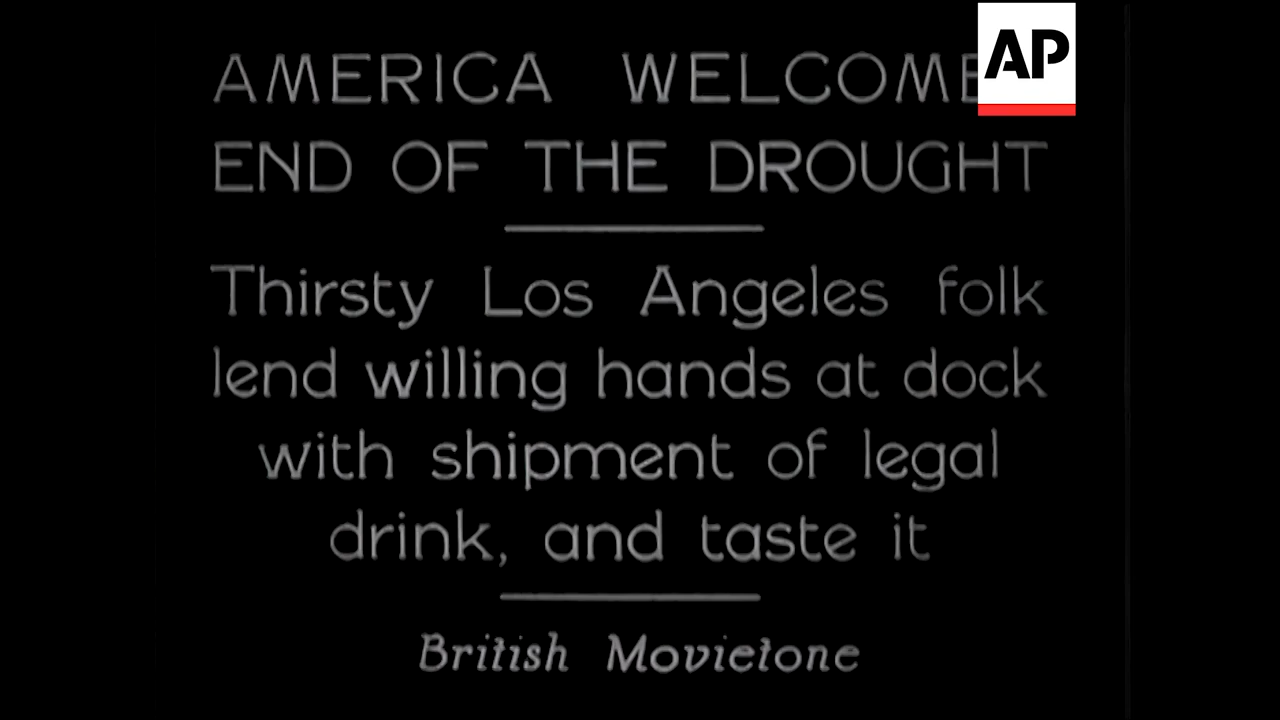 AMERICA WELCOME
AP
END OF THE DROUGHT
Thirsty Los Angeles folk
lend willing hands at dock
with shipment of legal
drink, and taste it
British Movietone